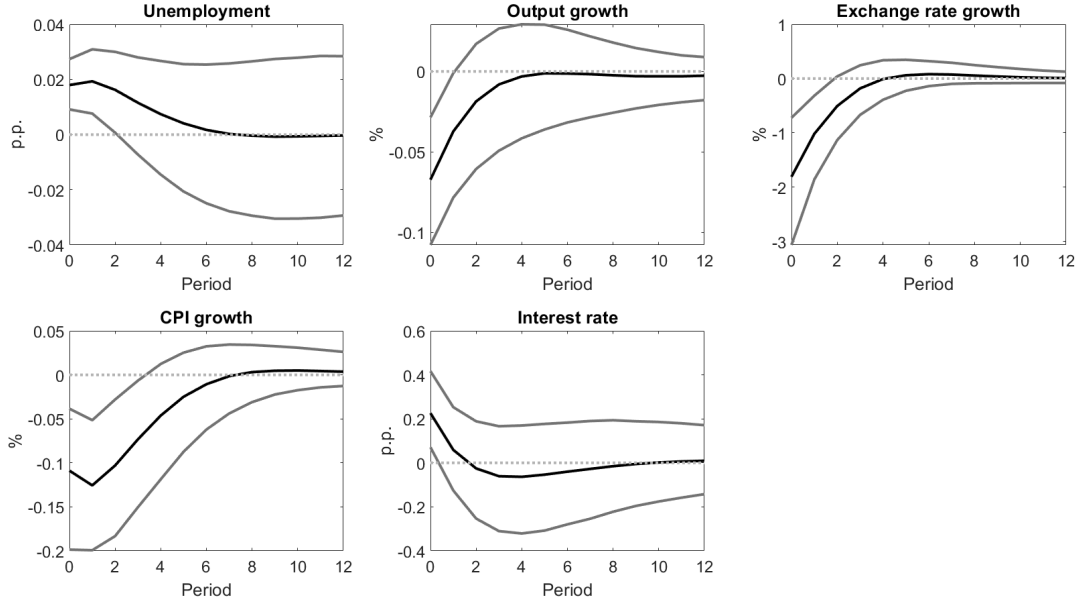 Unemployment
0.04
0.02
0
-0.02
-0.04
p.p.
0 2 4 6 8 10 12
Period
Output growth
0
-0.05
-0.1
%
0 2 4 6 8 10 12
Period
Exchange rate growth
1
0
-1
-2
-3
%
0 2 4 6 8 10 12
Period
CPI growth
0.05
0
-0.05
-0.1
-0.15
-0.2
%
0 2 4 6 8 10 12
Period
Interest rate
0.6
0.4
0.2
0
-0.2
-0.4
p.p.
0 2 4 6 8 10 12
Period